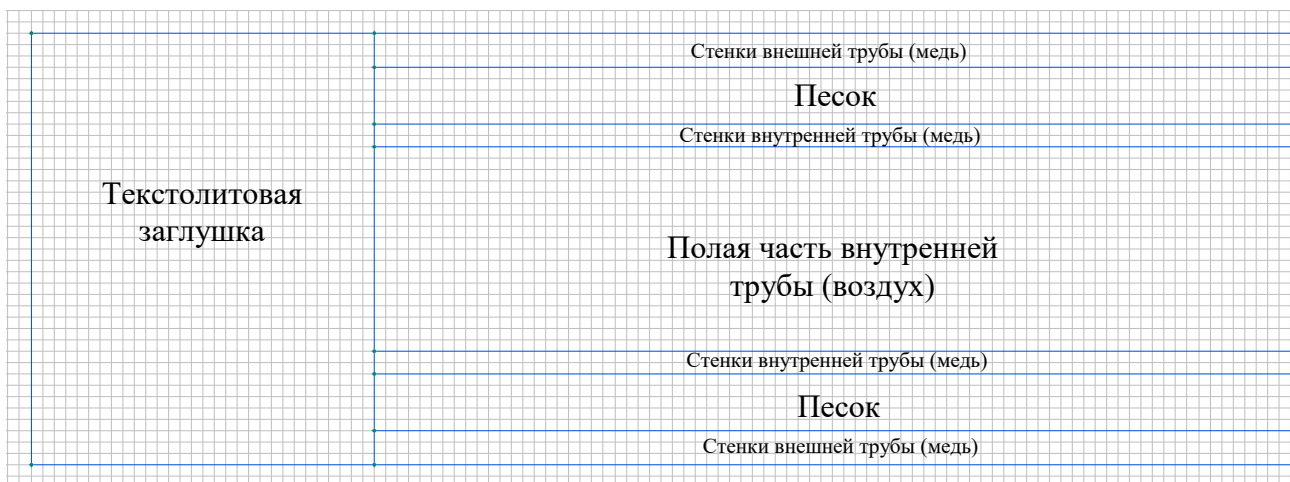 Стенки внешней трубы (медь)
Песок
Стенки внутренней трубы (медь)
Текстолитовая
заглушка
Полая часть внутренней
трубы (воздух)
Стенки внутренней трубы (медь)
Песок
Стенки внешней трубы (медь)